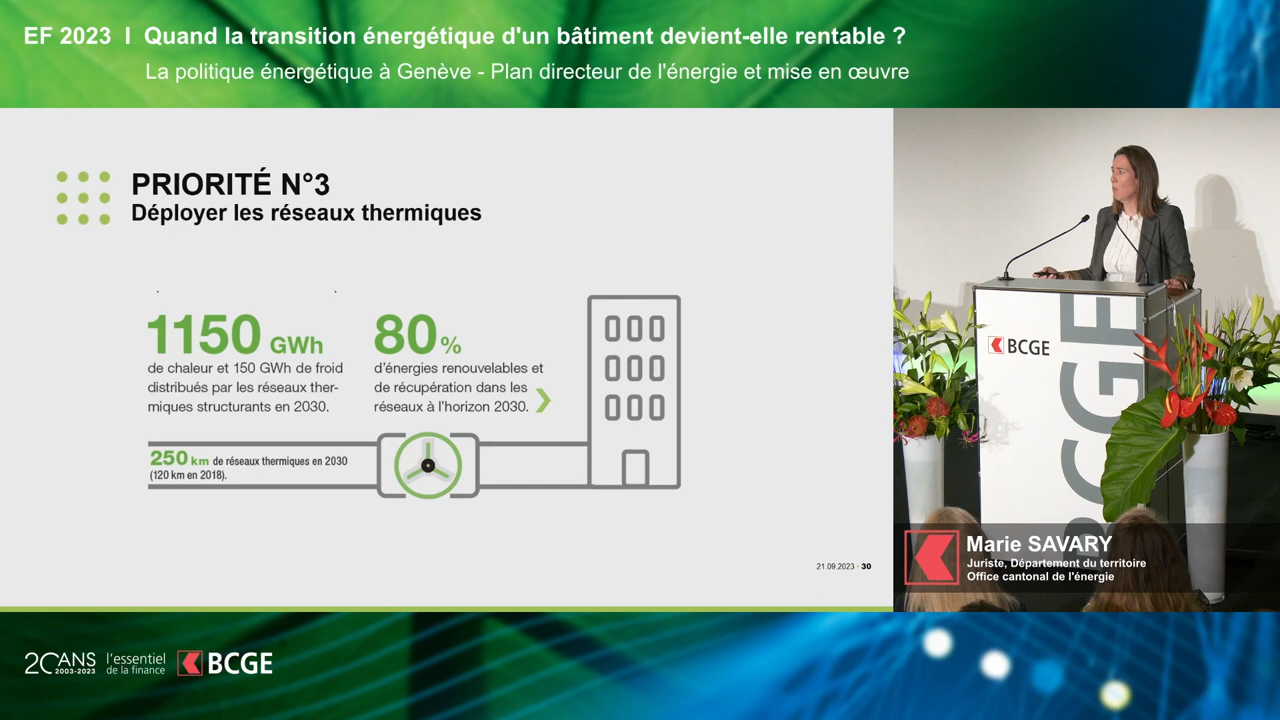 EF 2023 I Quand la transition énergétique d'un bâtiment devient-elle rentable ?
La politique énergétique à Genève - Plan directeur de l'énergie et mise en œuvre
PRIORITÉ N°3
Déployer les réseaux thermiques
1150 GWh
de chaleur et 150 GWh de froid
distribués par les réseaux ther-
miques structurants en 2030.
80%
d'énergies renouvelables et
de récupération dans les
réseaux à l'horizon 2030.
250 km de réseaux thermiques en 2030
(120 km en 2018).
21.09.2023 - 30
BCGE
BCGE
Marie SAVARY
Juriste, Département du territoire
Office cantonal de l'énergie
20 ANS
2003-2023
l'essentiel
de la finance
BCGE